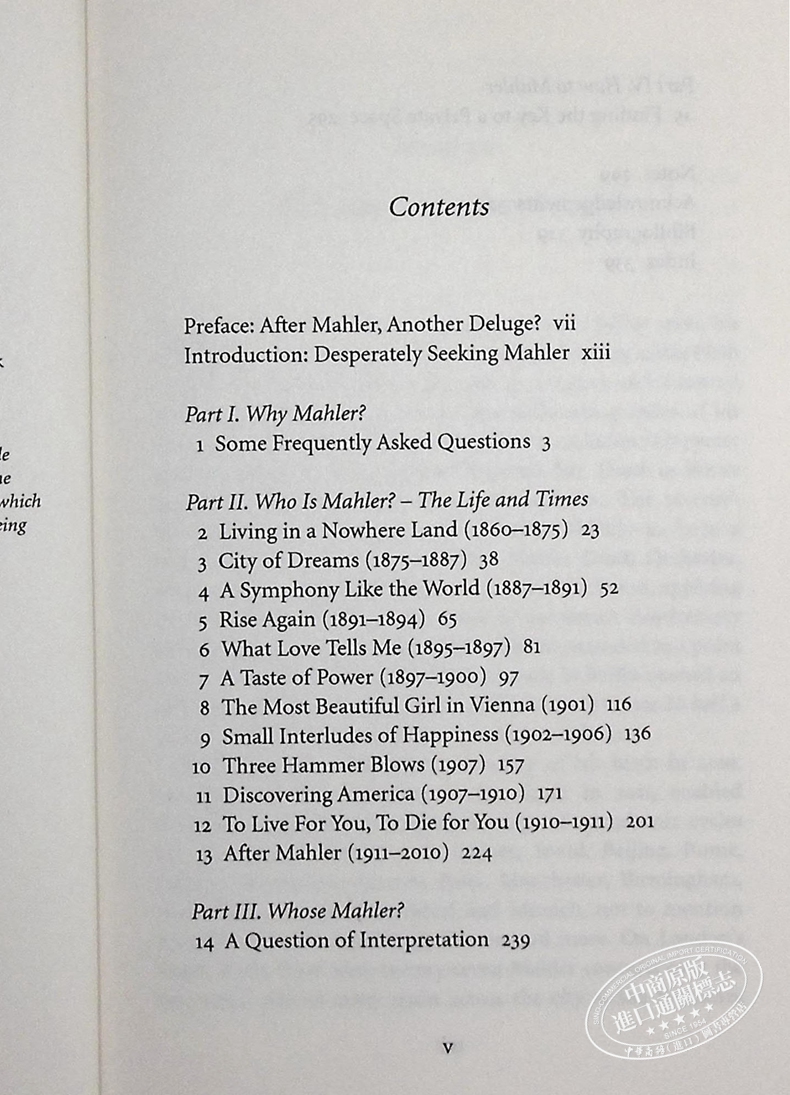 Contents
Preface: After Mahler, Another Deluge? vii
Introduction: Desperately Seeking Mahler xiii
Part I. Why Mahler?
1 Some Frequently Asked Questions 3
Part II. Who Is Mahler? – The Life and Times
2 Living in a Nowhere Land (1860–1875) 23
3 City of Dreams (1875–1887) 38
4 A Symphony Like the World (1887–1891) 52
5 Rise Again (1891–1894) 65
6 What Love Tells Me (1895–1897) 81
7 A Taste of Power (1897–1900) 97
8 The Most Beautiful Girl in Vienna (1901) 116
9 Small Interludes of Happiness (1902–1906) 136
10 Three Hammer Blows (1907) 157
11 Discovering America (1907–1910) 171
12 To Live For You, To Die for You (1910–1911) 201
13 After Mahler (1911–2010) 224
Part III. Whose Mahler?
14 A Question of Interpretation 239
v
which
中商原版
進口通關標志
SINCE 1954